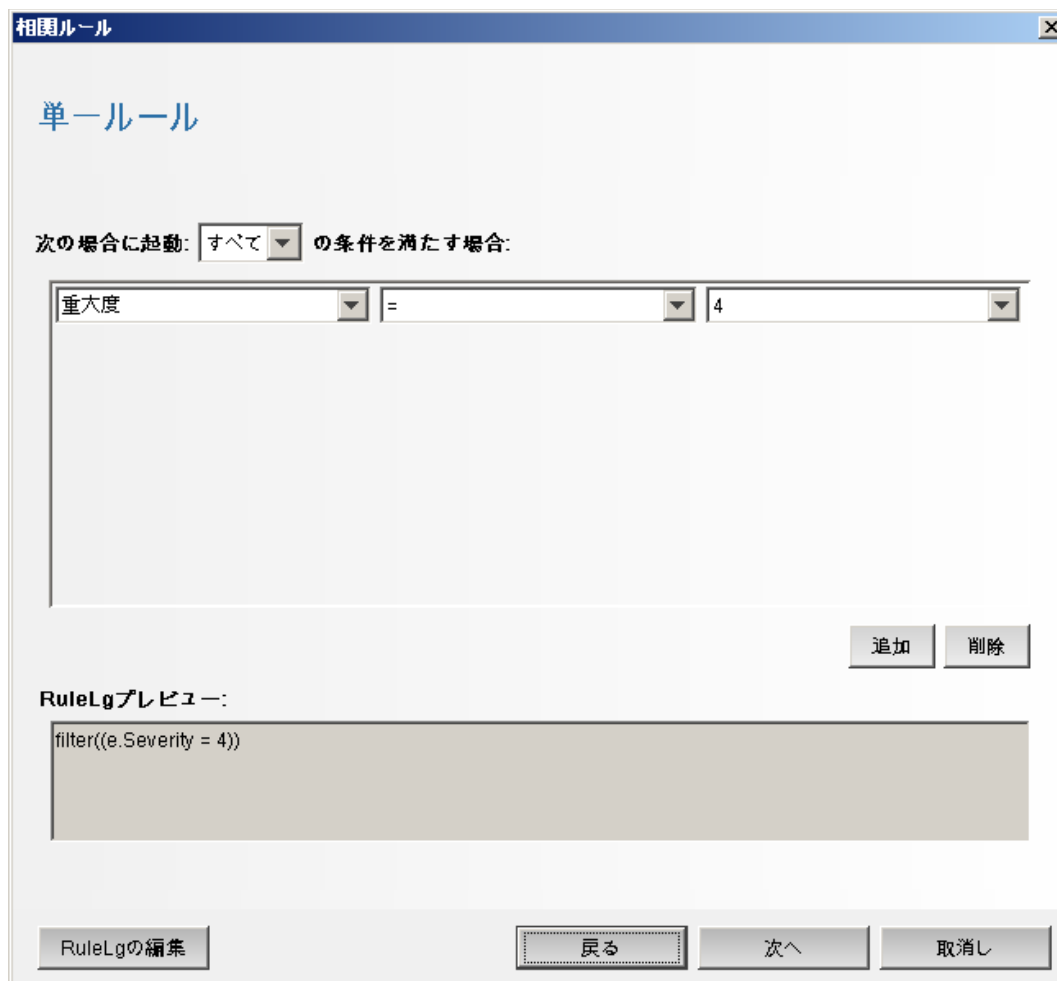 相関ルール
単一ルール
次の場合に起動: すべて の条件を満たす場合:
重大度 = 4
追加 削除
RuleLgプレビュー:
filter((e.Severity = 4))
RuleLgの編集 戻る 次へ 取消し